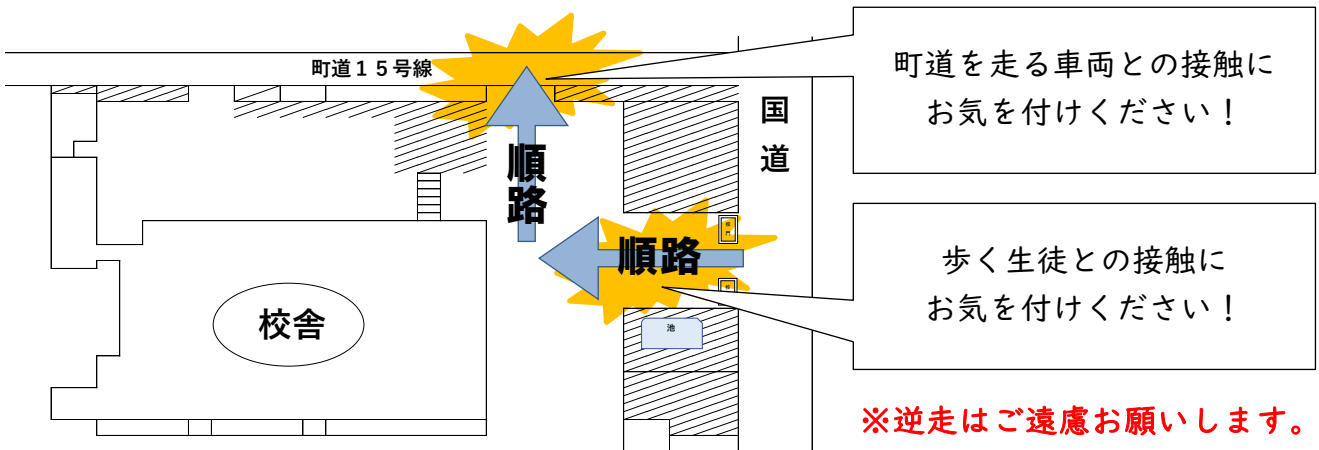 町道１５号線
町道を走る車両との接触に
お気を付けください！
国道
順路
順路
歩く生徒との接触に
お気を付けください！
校舎
池
※逆走はご遠慮お願いします。